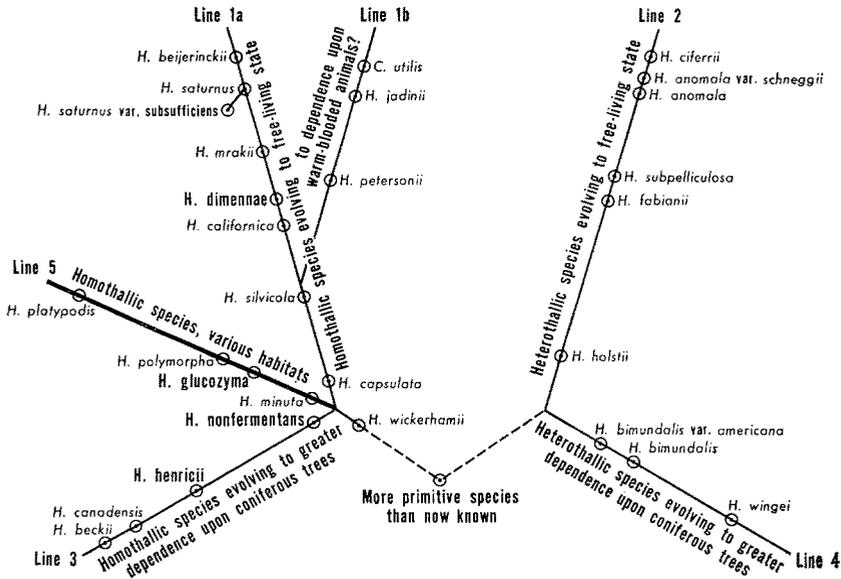 Line 1a
Line 1b
Line 2
H. beijerinckii
H. saturnus
H. saturnus var. subsufficiens
H. mrakii
H. dimennae
H. californica
H. silvicola
H. capsulata
Homothallic species evolving to free-living state
to dependence upon
warm-blooded animals?
C. utilis
H. jadinii
H. petersonii
Heterothallic species evolving to free-living state
H. ciferrii
H. anomala var. schneggii
H. anomala
H. subpelliculosa
H. fabianii
H. holstii
Line 5
Homothallic species, various habitats
H. platypodis
H. polymorpha
H. glucozyma
H. minuta
H. nonfermentans
H. wickerhamii
H. henricii
H. canadensis
H. beckii
Line 3
Homothallic species evolving to greater
dependence upon coniferous trees
More primitive species
than now known
H. bimundalis var. americana
H. bimundalis
H. wingei
Heterothallic species evolving to greater
dependence upon coniferous trees
Line 4